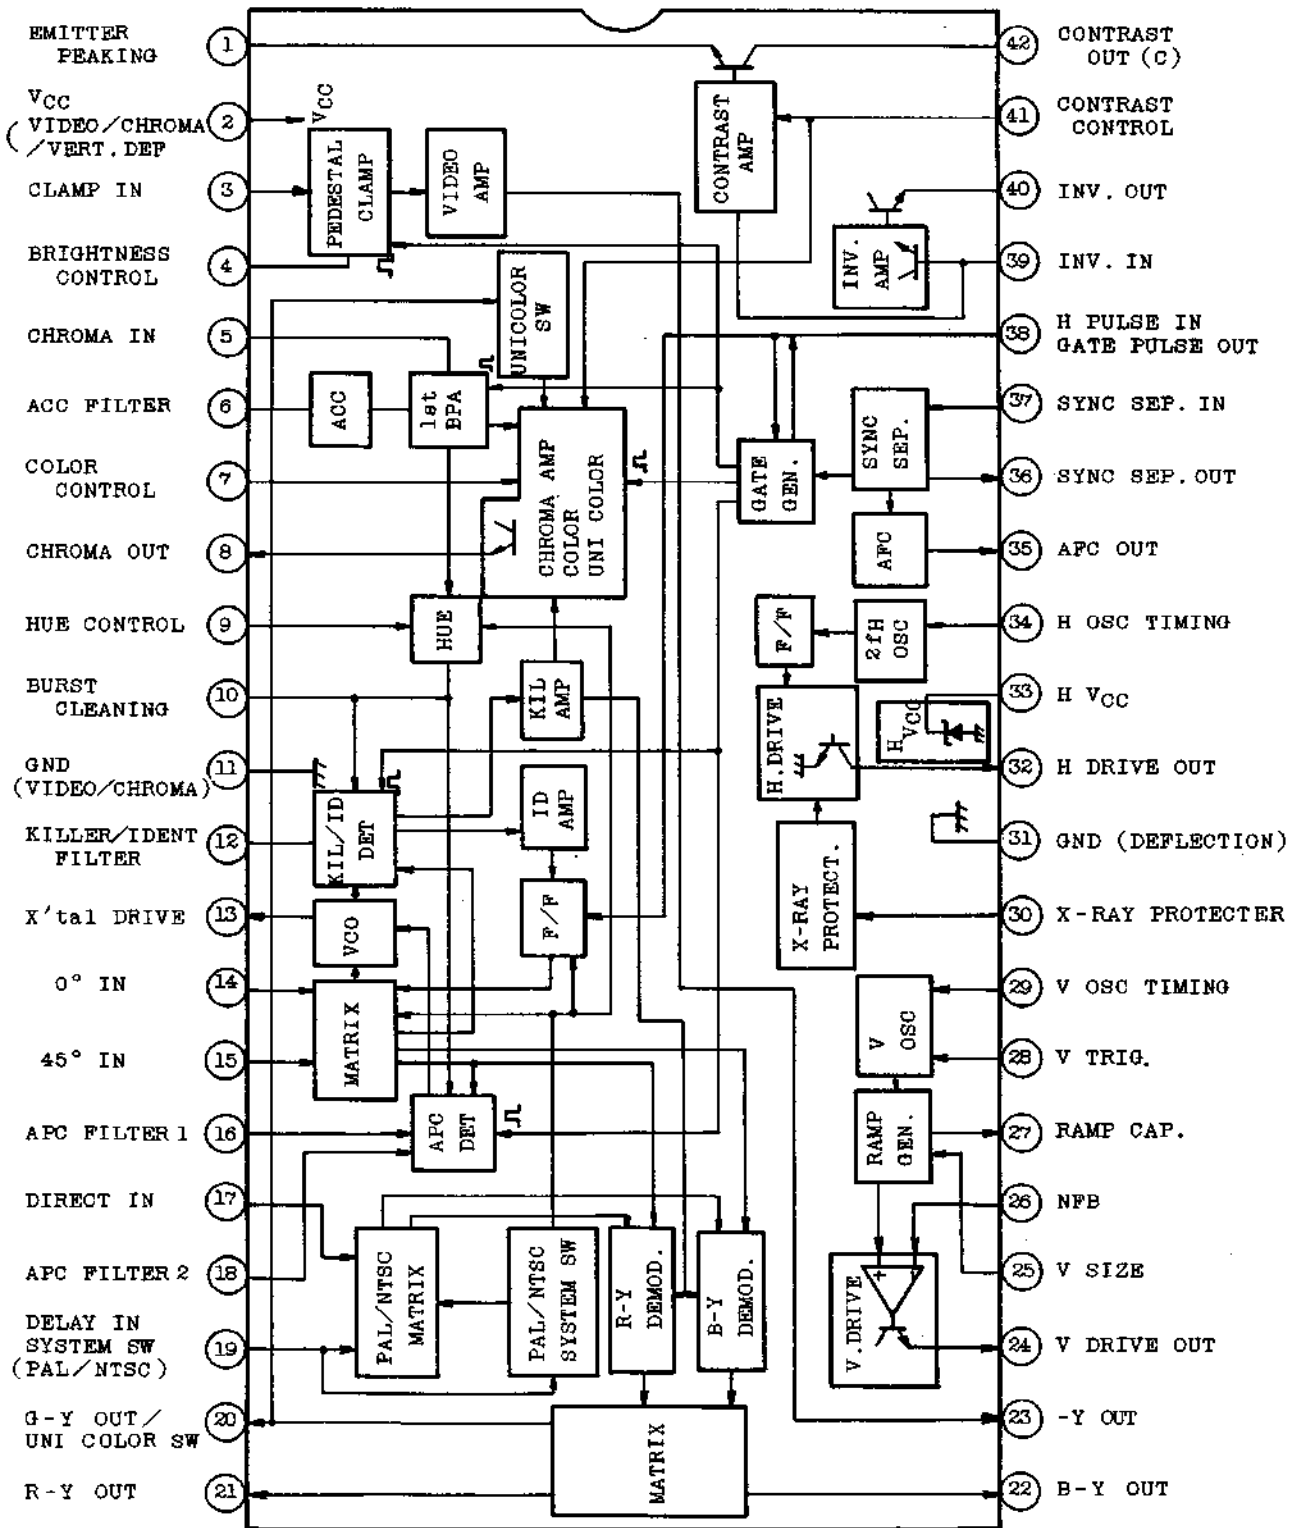 EMITTER
PEAKING
1
VCC
VIDEO/CHROMA
(/VERT.DEF
2
CLAMP IN
3
BRIGHTNESS
CONTROL
4
CHROMA IN
5
ACC FILTER
6
COLOR
CONTROL
7
CHROMA OUT
8
HUE CONTROL
9
BURST
CLEANING
10
GND
(VIDEO/CHROMA)
11
KILLER/IDENT
FILTER
12
X'tal DRIVE
13
0° IN
14
45° IN
15
APC FILTER 1
16
DIRECT IN
17
APC FILTER 2
18
DELAY IN
SYSTEM SW
(PAL/NTSC)
19
G-Y OUT/
UNI COLOR SW
20
R-Y OUT
21
VCC
PEDESTAL
CLAMP
VIDEO
AMP
CONTRAST
AMP
INV.
AMP
UNICOLOR
SW
ACC
1st
BPA
CHROMA AMP
COLOR
UNI COLOR
GATE
GEN.
SYNC
SEP.
AFC
HUE
F/F
2fH
OSC
KIL
AMP
H.DRIVE
H
VCC
KIL/ID
DET
ID
AMP
F/F
X-RAY
PROTECT.
VCO
MATRIX
V
OSC
APC
DET
RAMP
GEN.
PAL/NTSC
MATRIX
PAL/NTSC
SYSTEM SW
R-Y
DEMOD.
B-Y
DEMOD.
+
-
V.DRIVE
MATRIX
42
CONTRAST
OUT (C)
41
CONTRAST
CONTROL
40
INV. OUT
39
INV. IN
38
H PULSE IN
GATE PULSE OUT
37
SYNC SEP. IN
36
SYNC SEP. OUT
35
AFC OUT
34
H OSC TIMING
33
H VCC
32
H DRIVE OUT
31
GND (DEFLECTION)
30
X-RAY PROTECTER
29
V OSC TIMING
28
V TRIG.
27
RAMP CAP.
26
NFB
25
V SIZE
24
V DRIVE OUT
23
-Y OUT
22
B-Y OUT